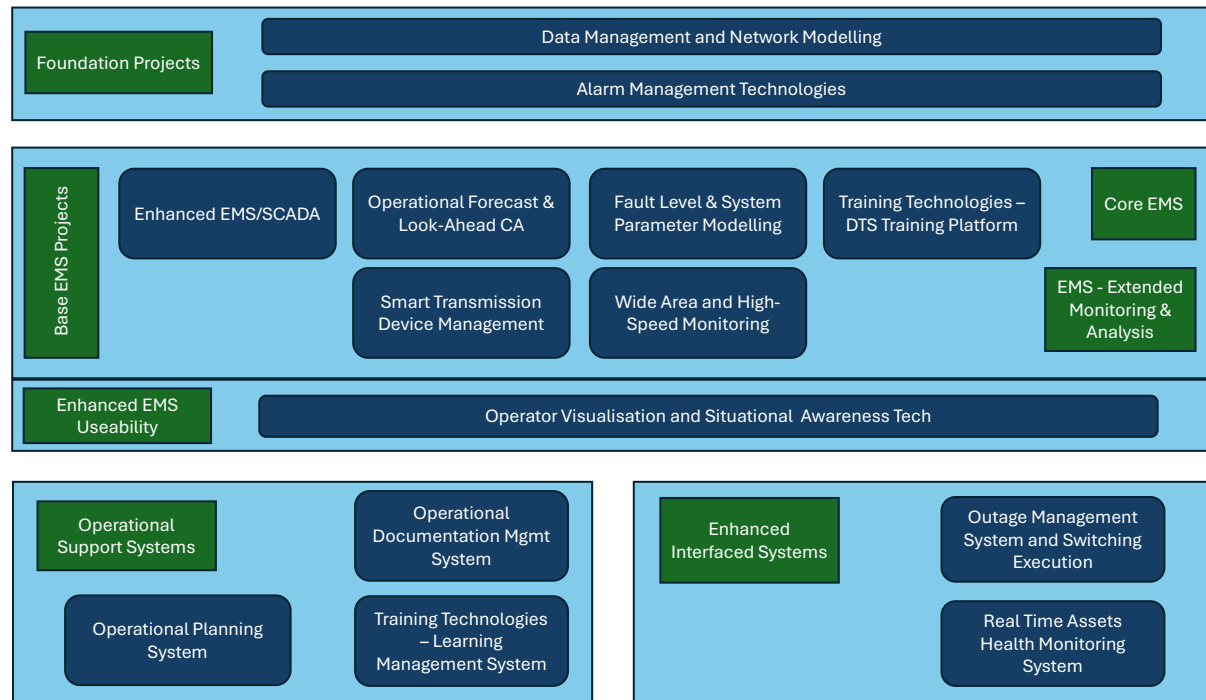 Foundation Projects
Data Management and Network Modelling
Alarm Management Technologies
Base EMS Projects
Enhanced EMS/SCADA
Operational Forecast &
Look-Ahead CA
Fault Level & System
Parameter Modelling
Training Technologies –
DTS Training Platform
Core EMS
Smart Transmission
Device Management
Wide Area and High-
Speed Monitoring
EMS - Extended
Monitoring &
Analysis
Enhanced EMS
Useability
Operator Visualisation and Situational Awareness Tech
Operational
Support Systems
Operational
Documentation Mgmt
System
Operational Planning
System
Training Technologies
– Learning
Management System
Enhanced
Interfaced Systems
Outage Management
System and Switching
Execution
Real Time Assets
Health Monitoring
System